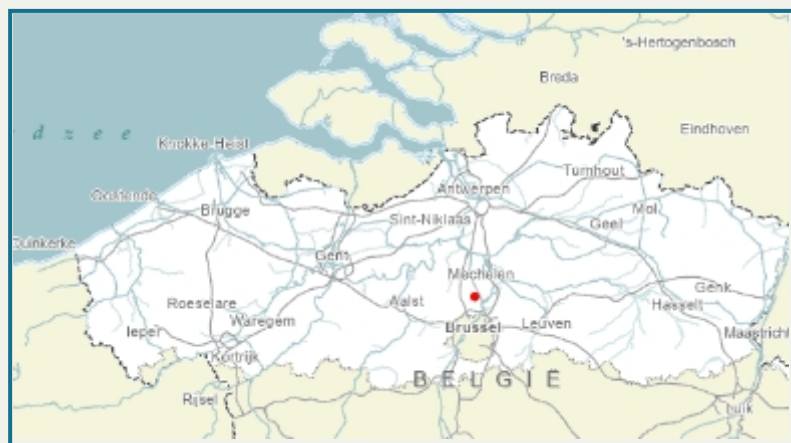 's-Hertogenbosch
Breda
d z e e
Eindhoven
Knokke-Heist
Turnhout
Oostende
Antwerpen
Mol
Brugge
Sint-Niklaas
Geel
Duinkerke
Gent
Mechelen
Genk
Roeselare
Aalst
Hasselt
Waregem
Ieper
Brussel
Leuven
Maastricht
Kortrijk
BELGIË
Rijsel
Luik